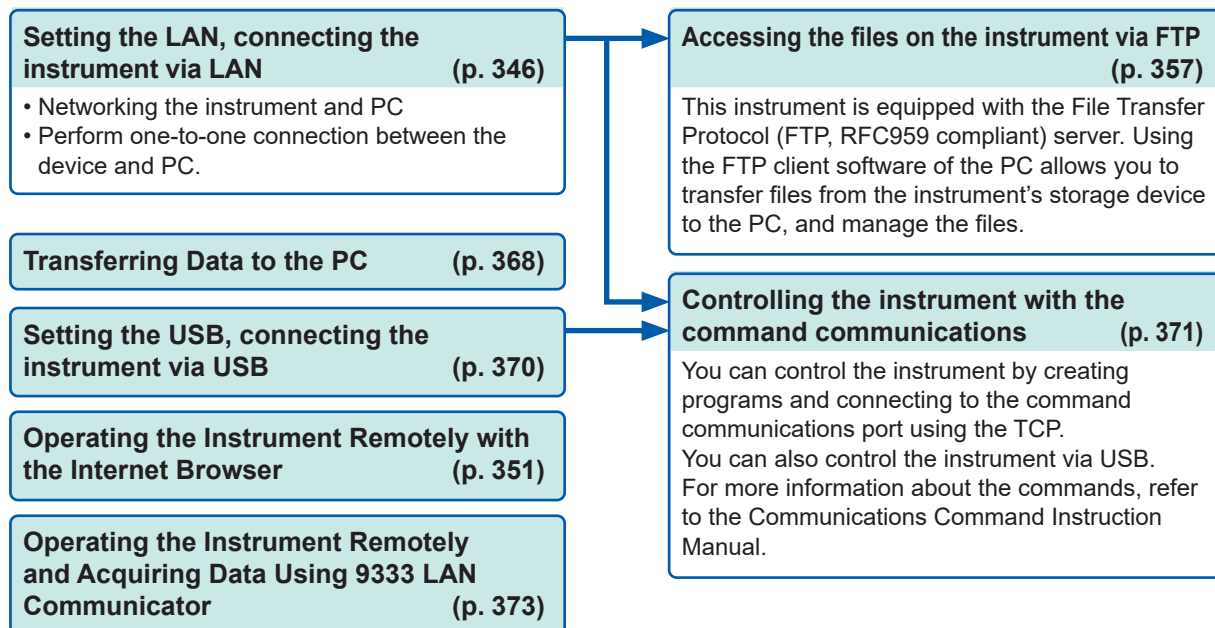 Setting the LAN, connecting the
instrument via LAN (p. 346)
• Networking the instrument and PC
• Perform one-to-one connection between the
device and PC.
Transferring Data to the PC (p. 368)
Setting the USB, connecting the
instrument via USB (p. 370)
Operating the Instrument Remotely with
the Internet Browser (p. 351)
Operating the Instrument Remotely
and Acquiring Data Using 9333 LAN
Communicator (p. 373)
Accessing the files on the instrument via FTP
(p. 357)
This instrument is equipped with the File Transfer
Protocol (FTP, RFC959 compliant) server. Using
the FTP client software of the PC allows you to
transfer files from the instrument’s storage device
to the PC, and manage the files.
Controlling the instrument with the
command communications (p. 371)
You can control the instrument by creating
programs and connecting to the command
communications port using the TCP.
You can also control the instrument via USB.
For more information about the commands, refer
to the Communications Command Instruction
Manual.